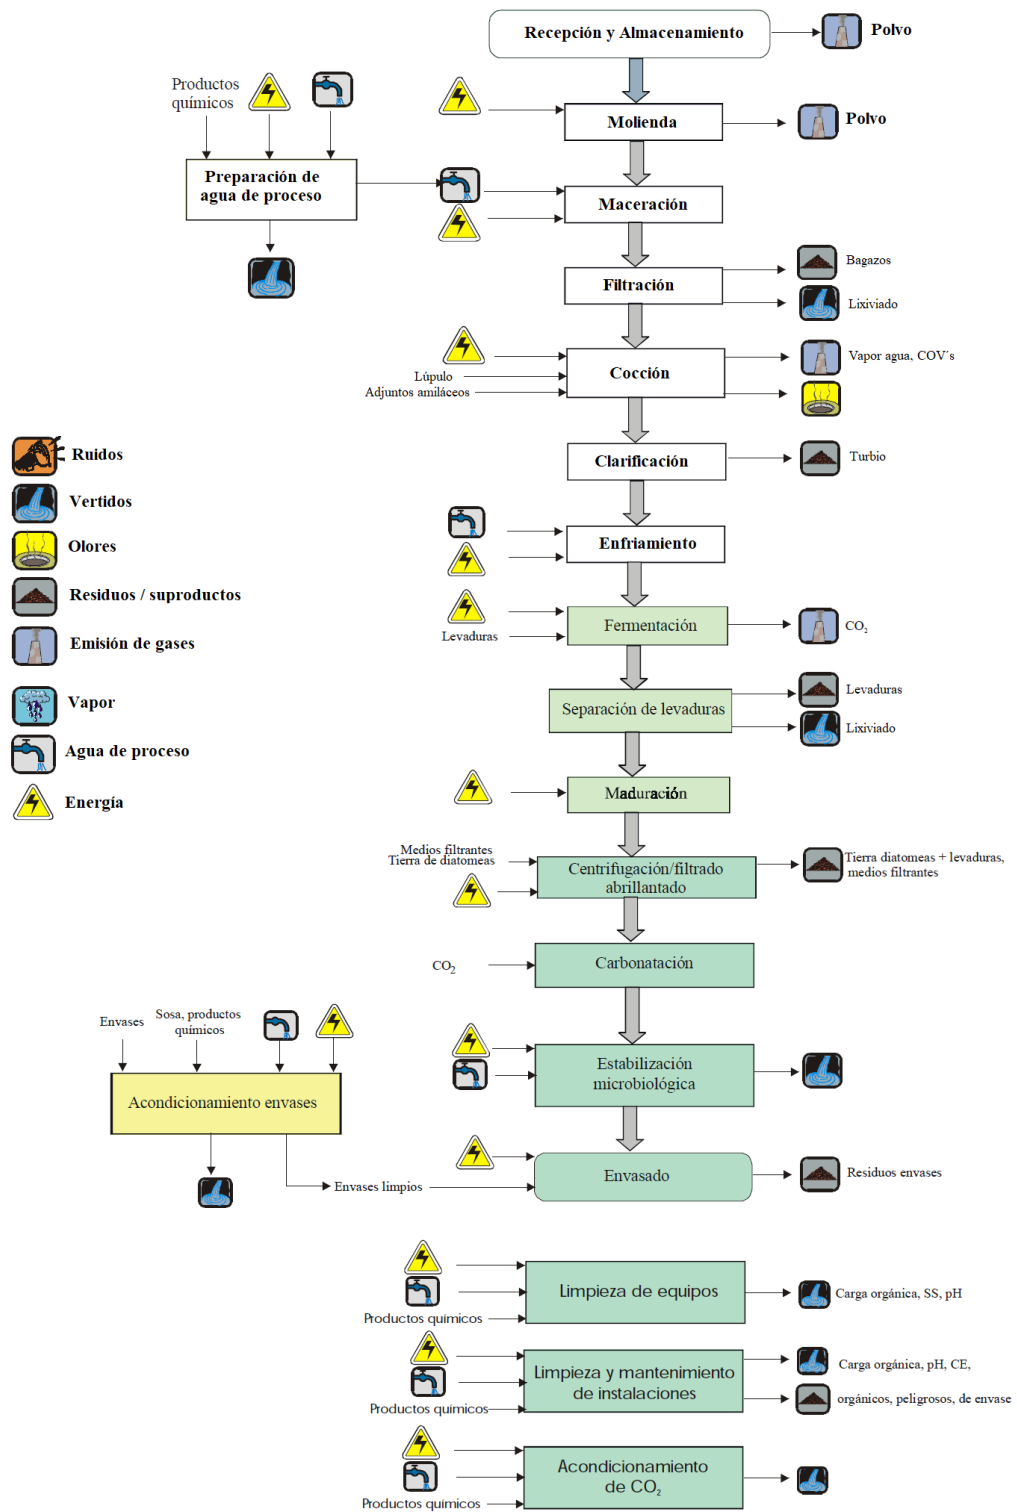 Recepción y Almacenamiento
Polvo
Productos
químicos
Molienda
Polvo
Preparación de
agua de proceso
Maceración
Filtración
Bagazos
Lixiviado
Lúpulo
Adjuntos amiláceos
Cocción
Vapor agua, COV´s
Clarificación
Turbio
Ruidos
Vertidos
Olores
Residuos / suproductos
Emisión de gases
Vapor
Agua de proceso
Energía
Enfriamiento
Levaduras
Fermentación
CO₂
Separación de levaduras
Levaduras
Lixiviado
Maduración
Medios filtrantes
Tierra de diatomeas
Centrifugación/filtrado
abrillantado
Tierra diatomeas + levaduras,
medios filtrantes
CO₂
Carbonatación
Envases
Sosa, productos
químicos
Acondicionamiento envases
Estabilización
microbiológica
Envases limpios
Envasado
Residuos envases
Productos químicos
Limpieza de equipos
Carga orgánica, SS, pH
Productos químicos
Limpieza y mantenimiento
de instalaciones
Carga orgánica, pH, CE,
orgánicos, peligrosos, de envase
Productos químicos
Acondicionamiento
de CO₂